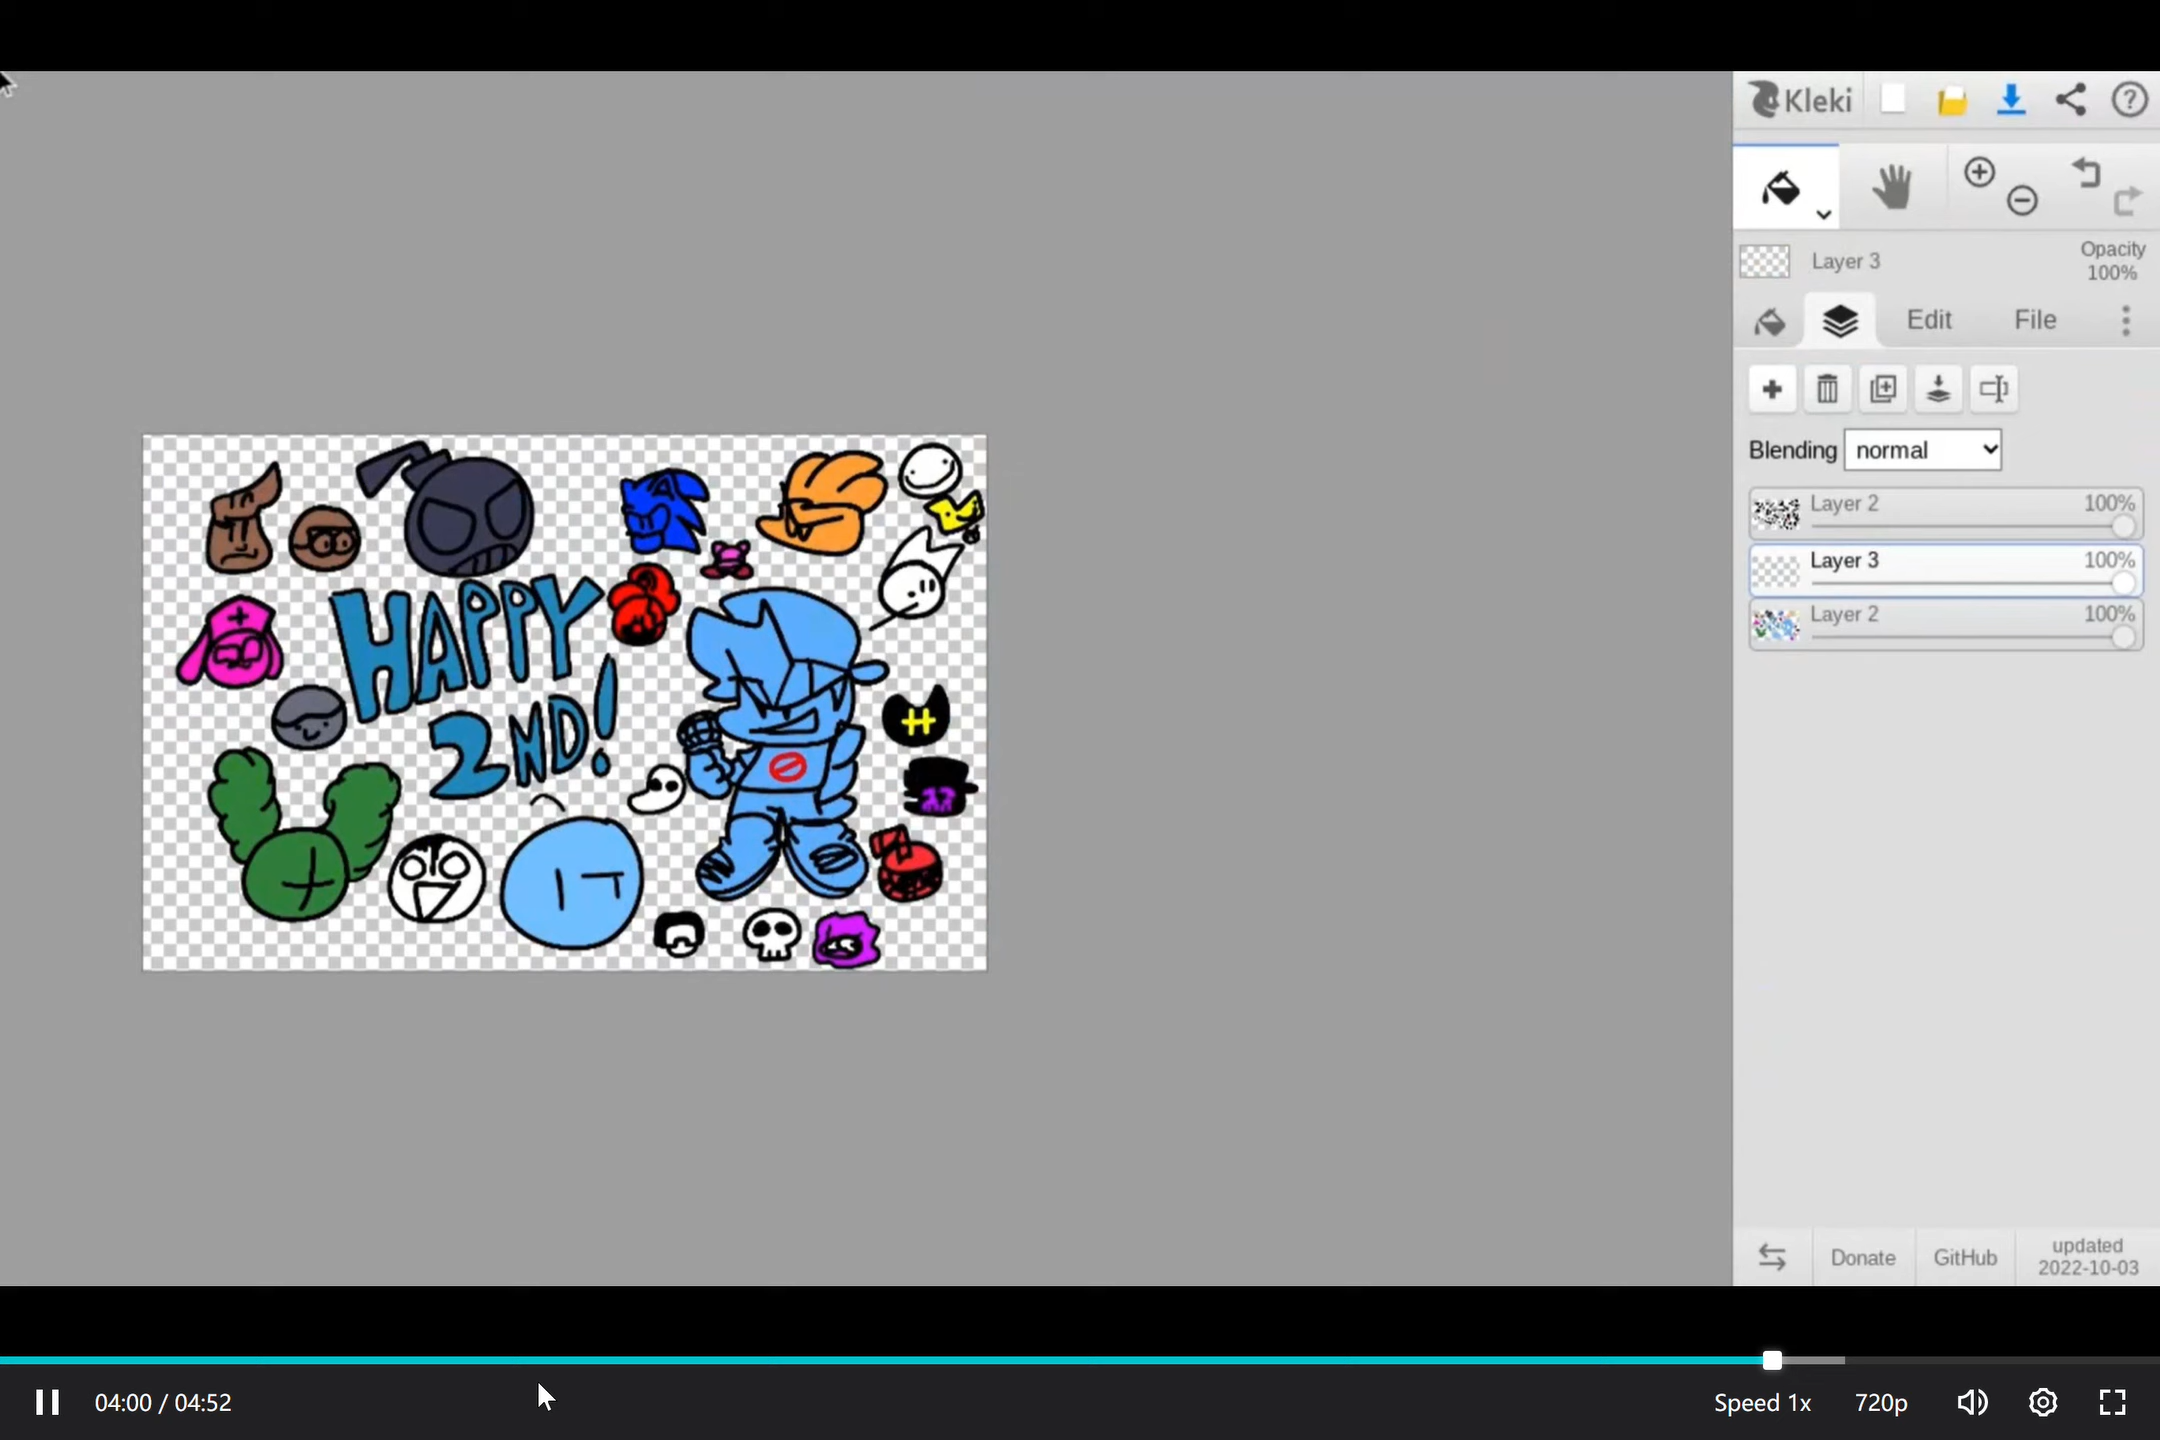 Kleki
Layer 3
Opacity
100%
Edit
File
Blending
normal
Layer 2
100%
Layer 3
100%
Layer 2
100%
HAPPY
2ND!
Donate
GitHub
updated
2022-10-03
04:00 / 04:52
Speed 1x
720p